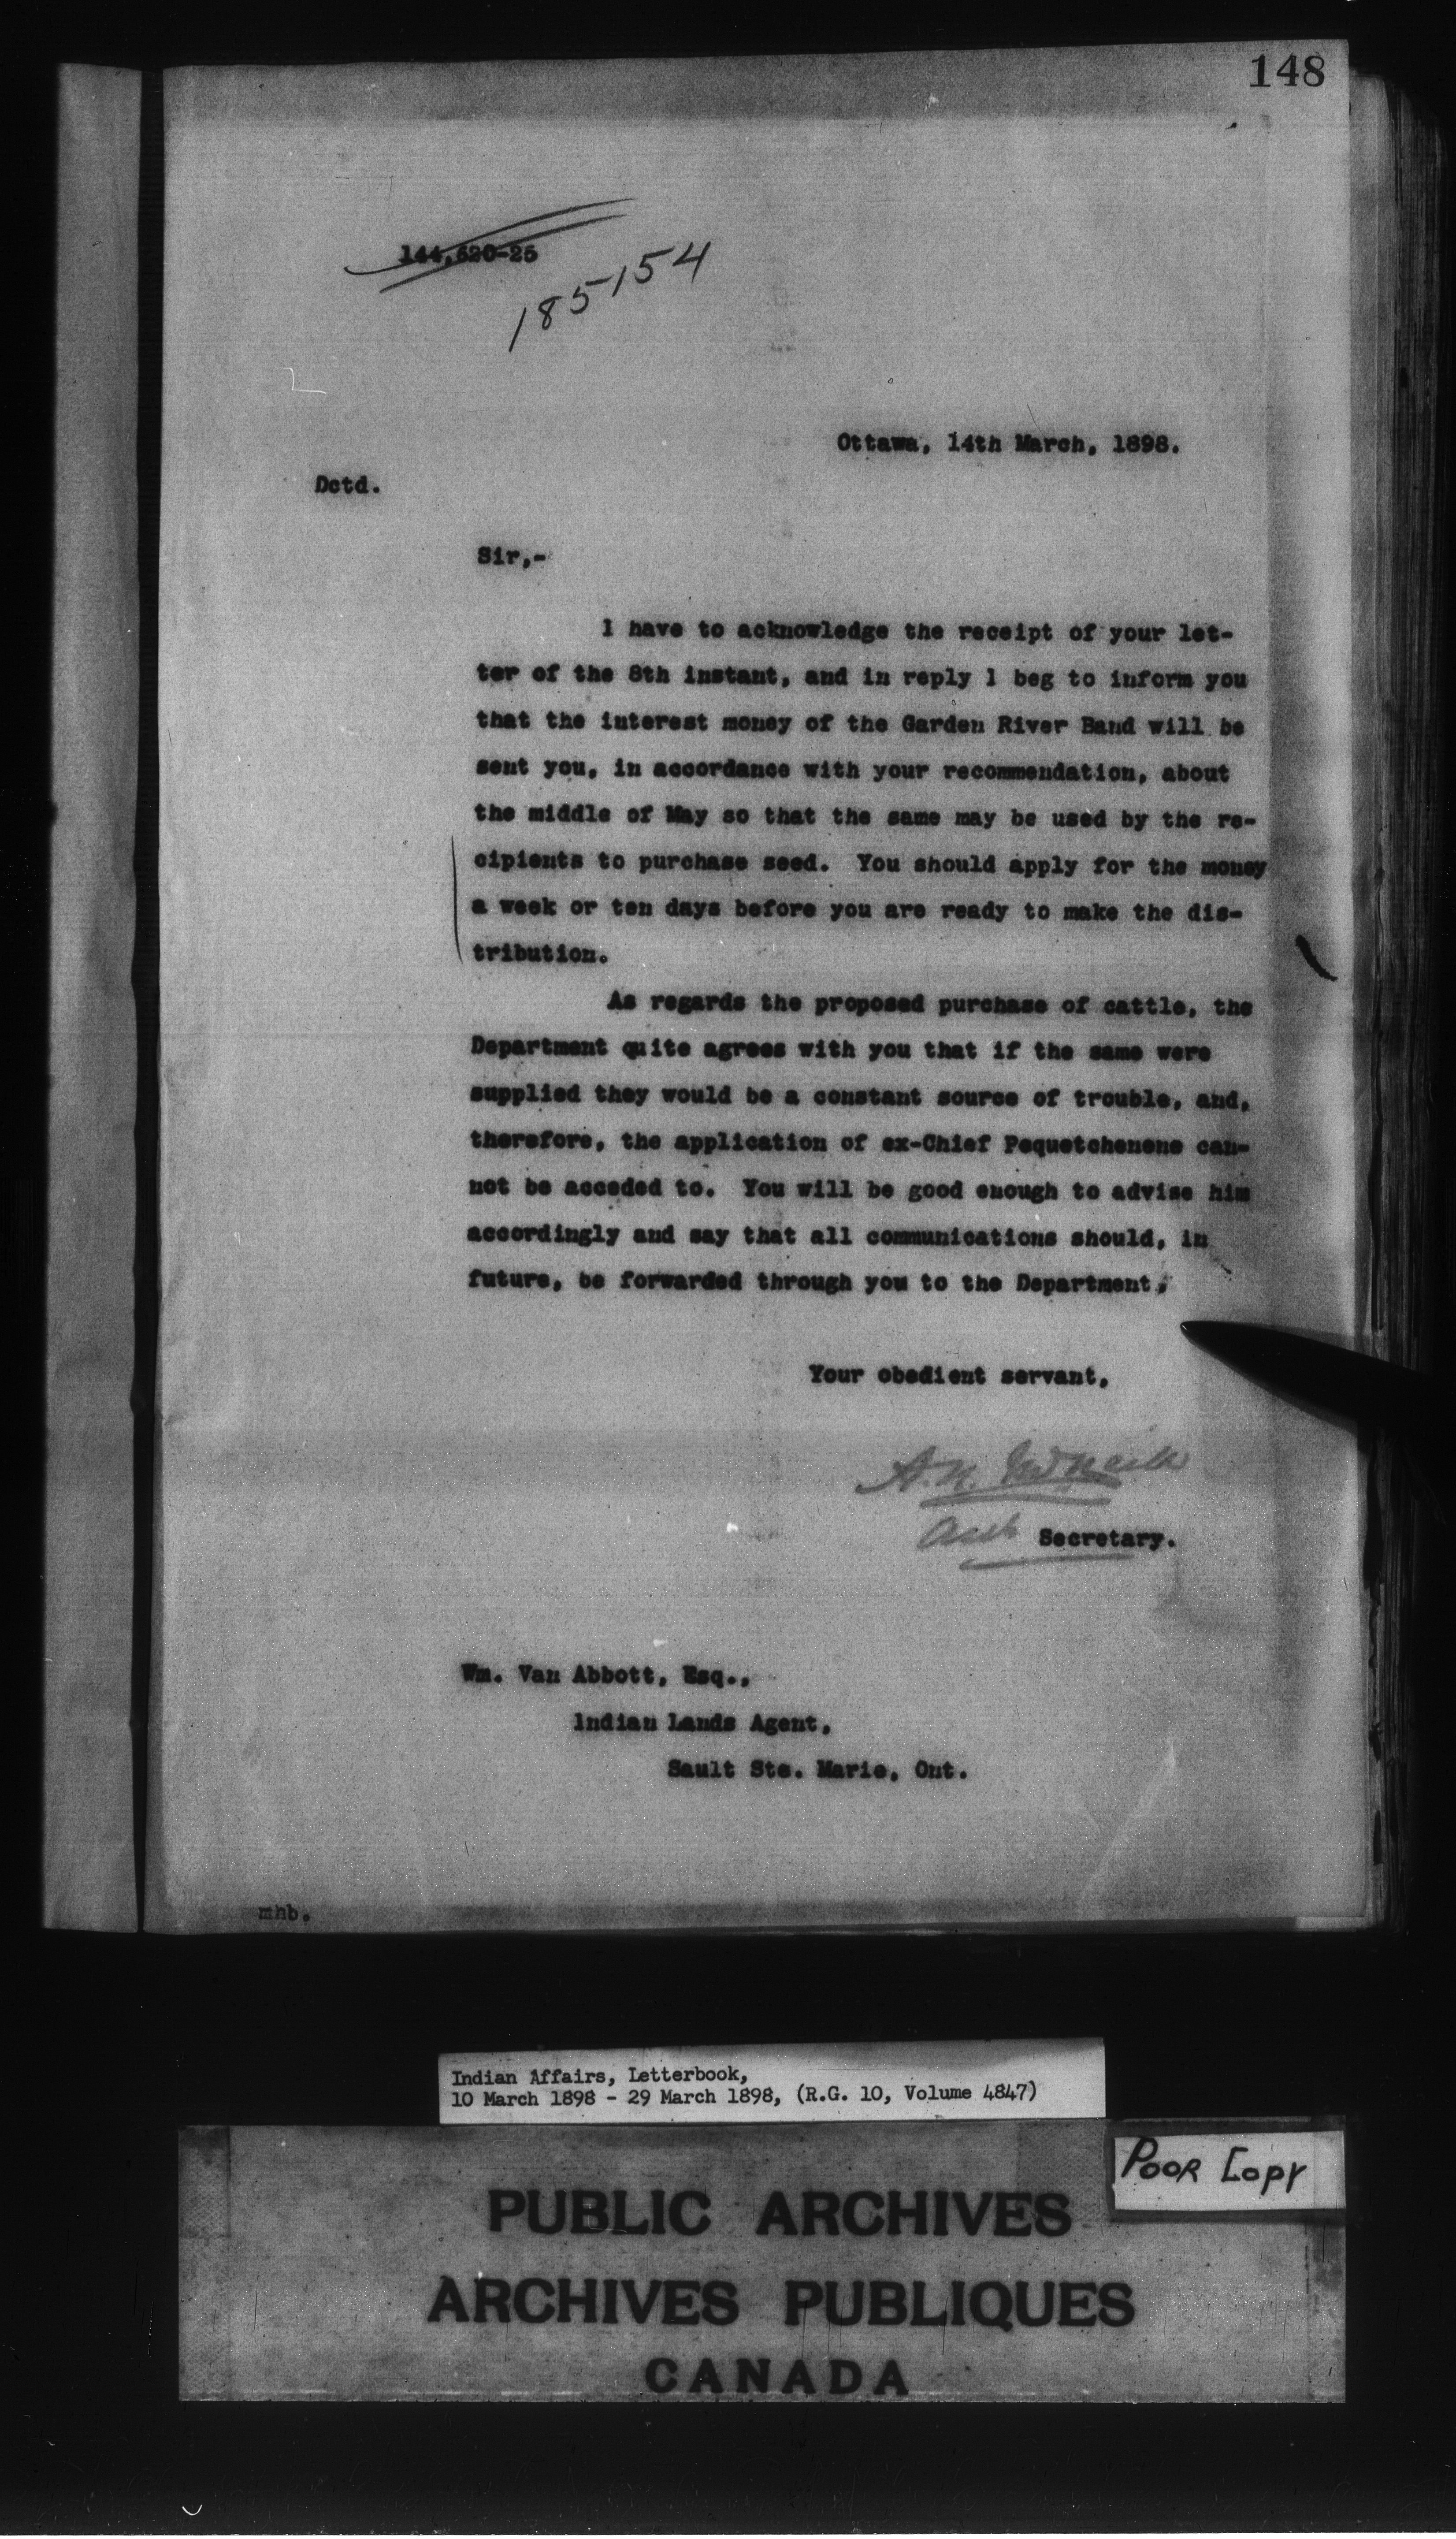 148
144,620-25
185154
Ottawa, 14th March, 1898.
Dctd.
Sir,-
I have to acknowledge the receipt of your let-
ter of the 8th instant, and in reply I beg to inform you
that the interest money of the Garden River Band will be
sent you, in accordance with your recommendation, about
the middle of May so that the same may be used by the re-
cipients to purchase seed. You should apply for the money
a week or ten days before you are ready to make the dis-
tribution.
As regards the proposed purchase of cattle, the
Department quite agrees with you that if the same were
supplied they would be a constant source of trouble, and,
therefore, the application of ex-Chief Pequetchenene can-
not be acceded to. You will be good enough to advise him
accordingly and say that all communications should, in
future, be forwarded through you to the Department,
Your obedient servant,
A.N. McNeill
Secretary.
Wm. Van Abbott, Esq.,
Indian Lands Agent,
Sault Ste. Marie, Ont.
mhb.
Indian Affairs, Letterbook,
10 March 1898 - 29 March 1898, (R.G. 10, Volume 4847)
POOR COPY
PUBLIC ARCHIVES
ARCHIVES PUBLIQUES
CANADA